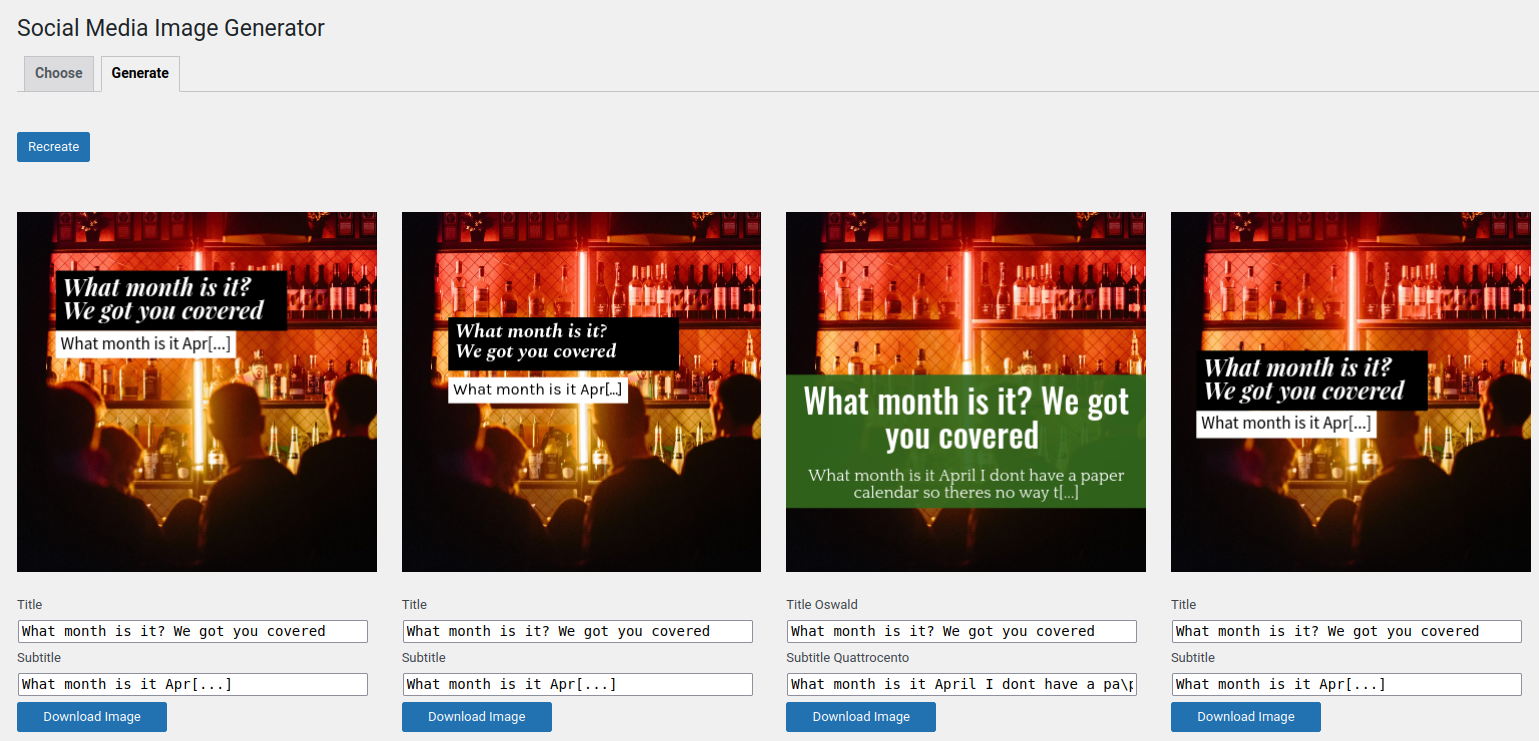 Social Media Image Generator
Choose
Generate
Recreate
What month is it?
We got you covered
What month is it Apr[...]
What month is it?
We got you covered
What month is it Apr[...]
What month is it? We got
you covered
What month is it April I dont have a paper
calendar so theres no way t[...]
What month is it?
We got you covered
What month is it Apr[...]
Title
What month is it? We got you covered
Subtitle
What month is it Apr[...]
Download Image
Title
What month is it? We got you covered
Subtitle
What month is it Apr[...]
Download Image
Title Oswald
What month is it? We got you covered
Subtitle Quattrocento
What month is it April I dont have a pa\p
Download Image
Title
What month is it? We got you covered
Subtitle
What month is it Apr[...]
Download Image